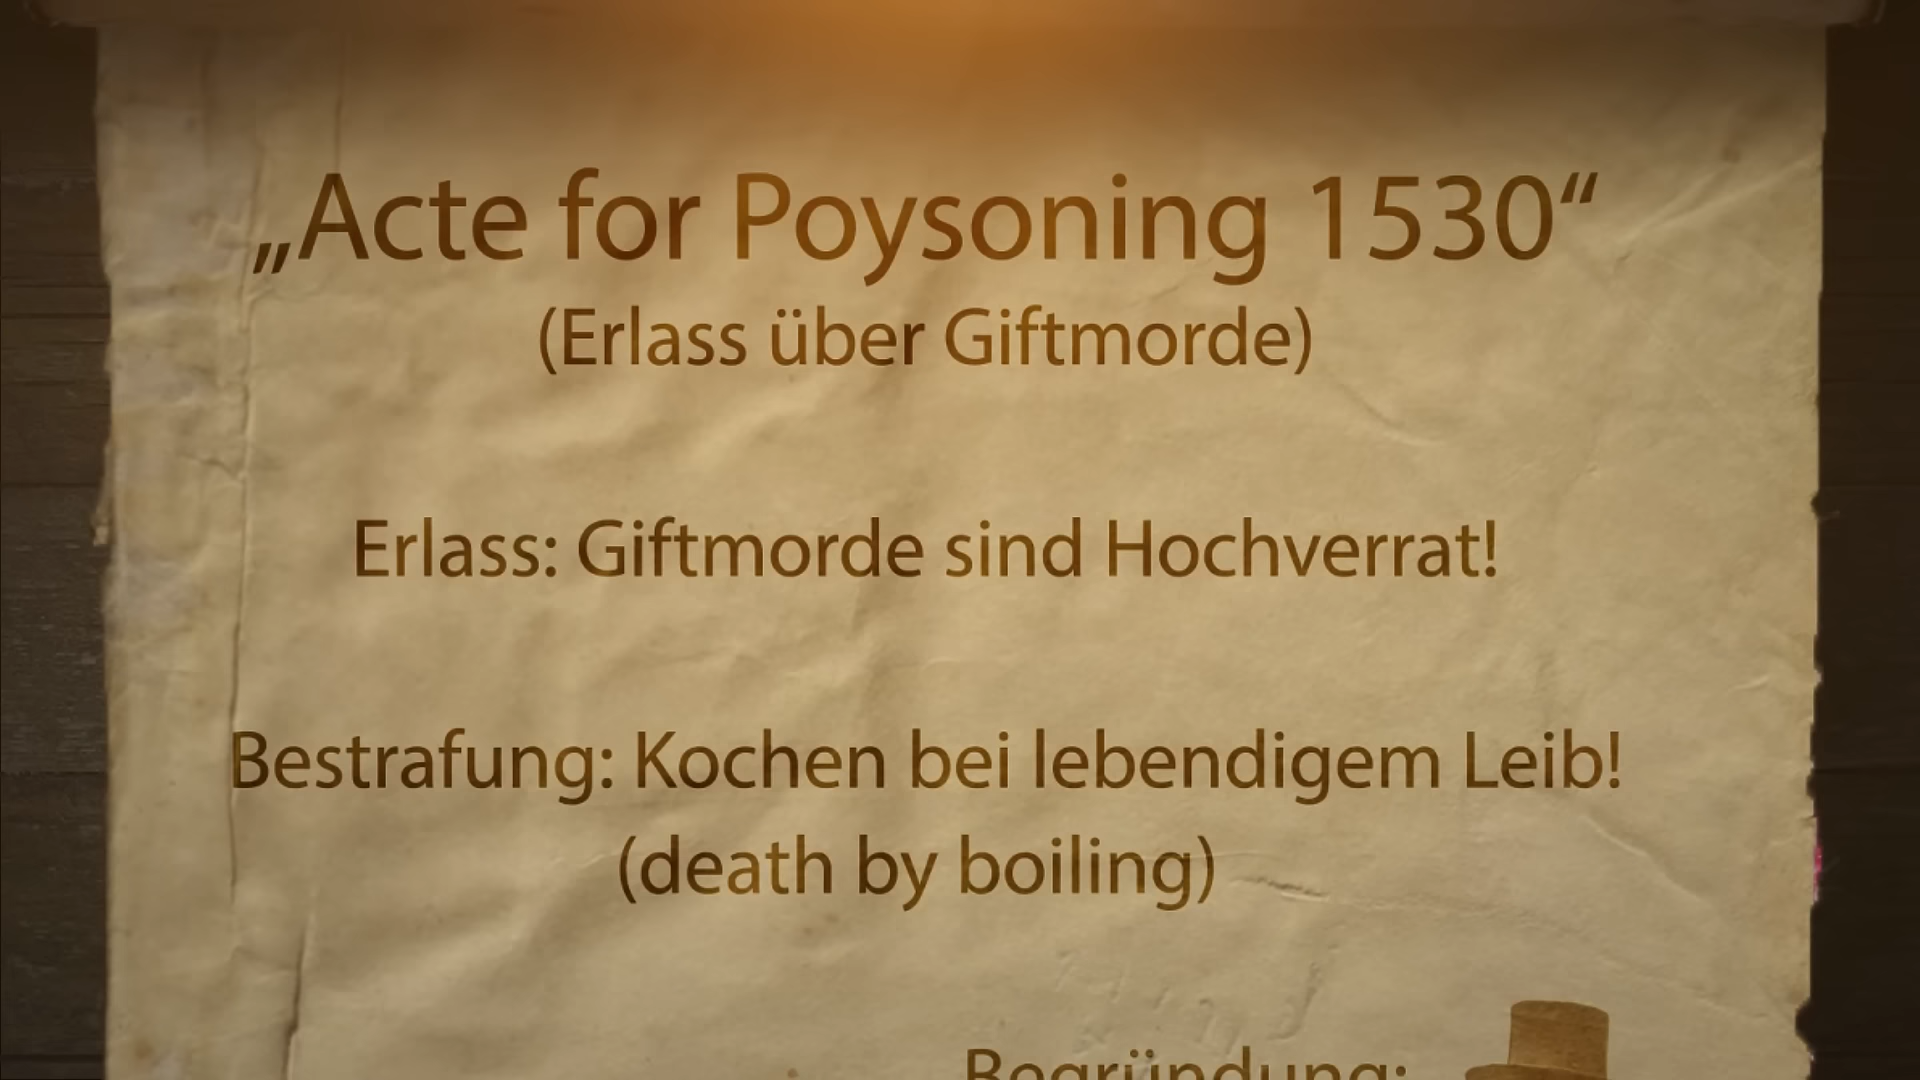 „Acte for Poysoning 1530“
(Erlass über Giftmorde)
Erlass: Giftmorde sind Hochverrat!
Bestrafung: Kochen bei lebendigem Leib!
(death by boiling)
Begründung: